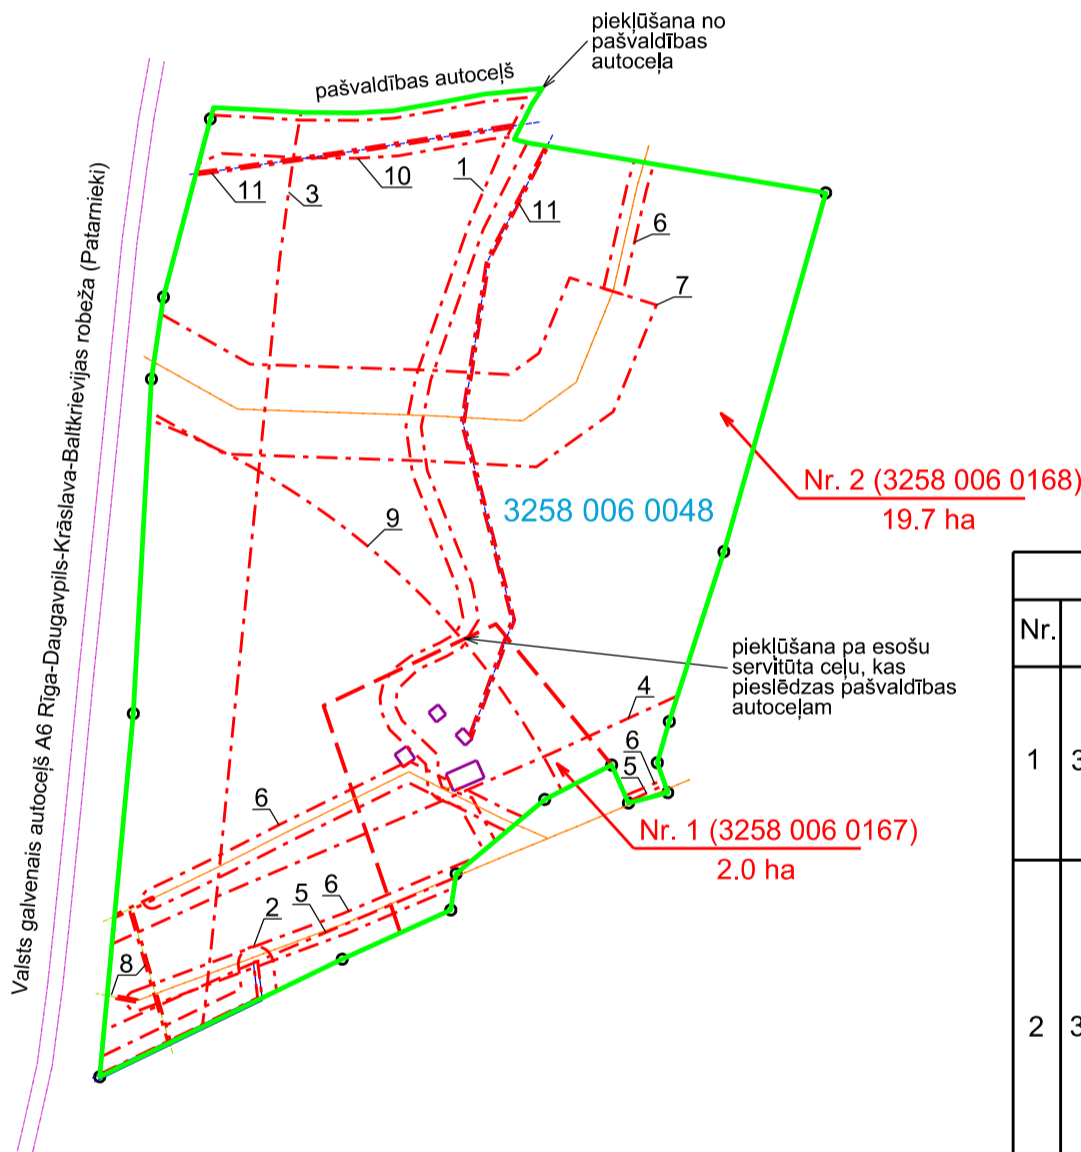 piekļūšana no
pašvaldības
autoceļa
pašvaldības autoceļš
Valsts galvenais autoceļš A6 Rīga-Daugavpils-Krāslava-Baltkrievijas robeža (Patarnieki)
11
3
10
1
11
6
7
9
3258 006 0048
Nr. 2 (3258 006 0168)
19.7 ha
piekļūšana pa esošu
servitūta ceļu, kas
pieslēdzas pašvaldības
autoceļam
4
6
5
6
Nr. 1 (3258 006 0167)
2.0 ha
2
5
6
8
Nr.
1
3
2
3